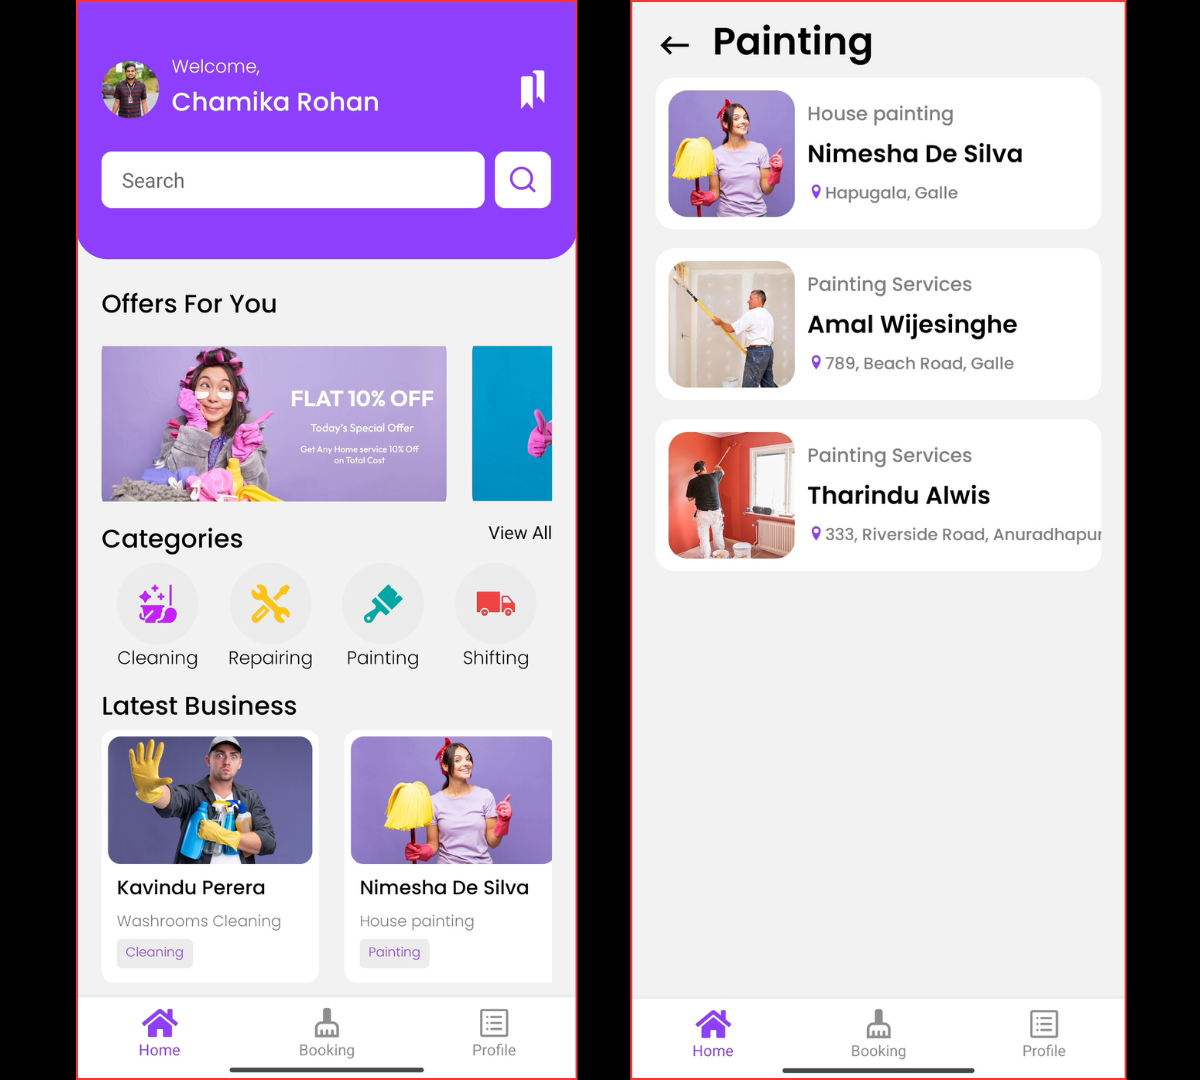 Welcome,
Chamika Rohan
Search
Offers For You
FLAT 10% OFF
Today's Special Offer
Get Any Home service 10% Off
on Total Cost
Categories
View All
Cleaning
Repairing
Painting
Shifting
Latest Business
Kavindu Perera
Washrooms Cleaning
Cleaning
Nimesha De Silva
House painting
Painting
Home
Booking
Profile
Painting
House painting
Nimesha De Silva
Hapugala, Galle
Painting Services
Amal Wijesinghe
789, Beach Road, Galle
Painting Services
Tharindu Alwis
333, Riverside Road, Anuradhapur
Home
Booking
Profile